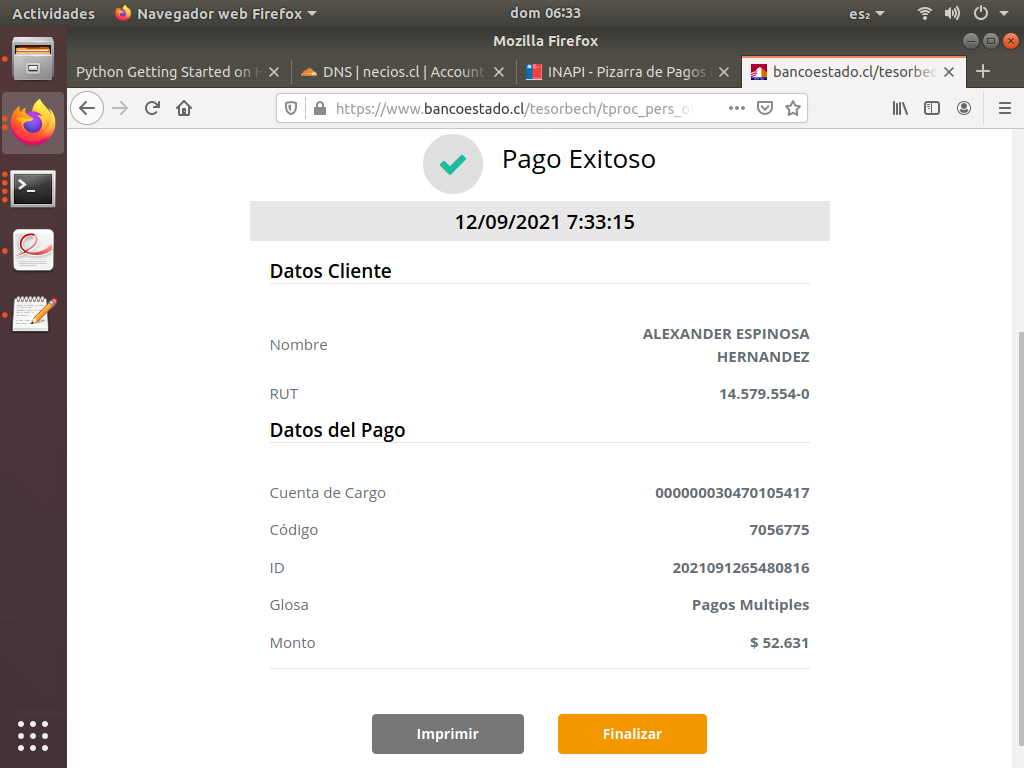 Actividades
Navegador web Firefox
dom 06:33
es₂
Mozilla Firefox
Python Getting Started on H
DNS | necios.cl | Account
INAPI - Pizarra de Pagos
bancoestado.cl/tesorbec
https://www.bancoestado.cl/tesorbech/tproc_pers_o
Pago Exitoso
12/09/2021 7:33:15
Datos Cliente
Nombre
ALEXANDER ESPINOSA
HERNANDEZ
RUT
14.579.554-0
Datos del Pago
Cuenta de Cargo
000000030470105417
Código
7056775
ID
2021091265480816
Glosa
Pagos Multiples
Monto
$ 52.631
Imprimir
Finalizar